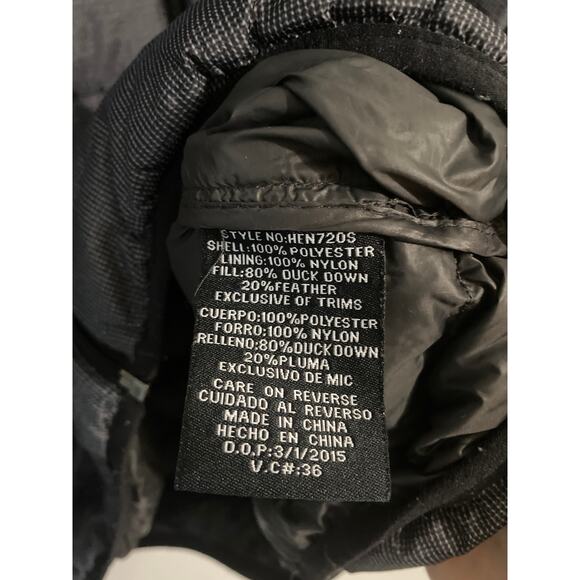 STYLE NO:HEN720S
SHELL:100% POLYESTER
LINING:100% NYLON
FILL:80% DUCK DOWN
20%FEATHER
EXCLUSIVE OF TRIMS
CUERPO:100%POLYESTER
FORRO:100% NYLON
RELLENO:80%DUCKDOWN
20%PLUMA
EXCLUSIVO DE MIC
CARE ON REVERSE
CUIDADO AL REVERSO
MADE IN CHINA
HECHO EN CHINA
D.O.P:3/1/2015
V.C#:36